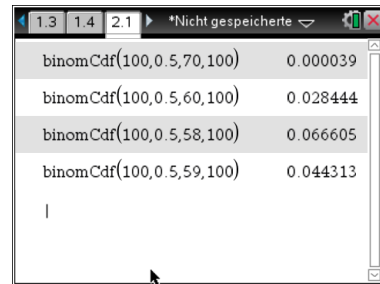 1.3 1.4 2.1 *Nicht gespeicherte
binomCdf(100,0.5,70,100) 0.000039
binomCdf(100,0.5,60,100) 0.028444
binomCdf(100,0.5,58,100) 0.066605
binomCdf(100,0.5,59,100) 0.044313